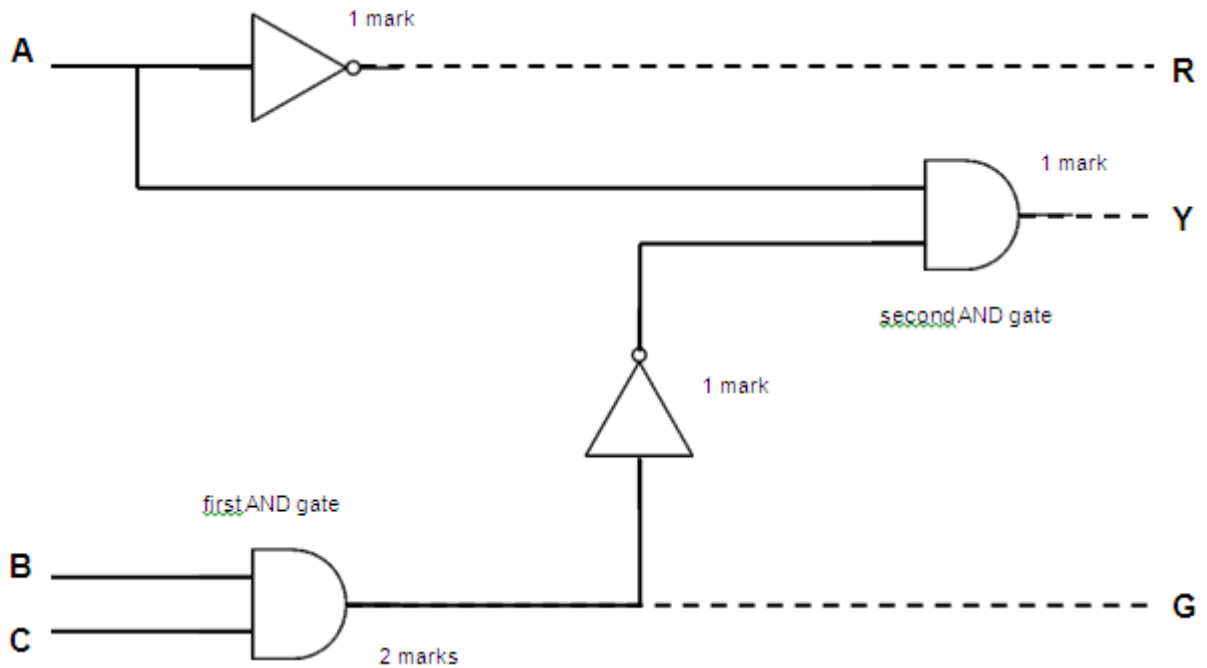 1 mark
A
R
1 mark
Y
second AND gate
1 mark
first AND gate
B
G
C
2 marks